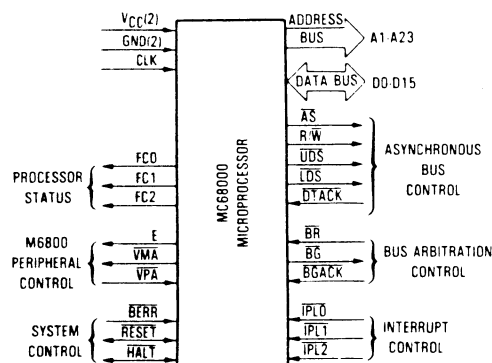 VCC(2)
GND(2)
CLK
ADDRESS
BUS
A1-A23
DATA BUS
D0-D15
MC68000
MICROPROCESSOR
AS
R/W
UDS
LDS
DTACK
ASYNCHRONOUS
BUS
CONTROL
PROCESSOR
STATUS
FC0
FC1
FC2
M6800
PERIPHERAL
CONTROL
E
VMA
VPA
BR
BG
BGACK
BUS ARBITRATION
CONTROL
SYSTEM
CONTROL
BERR
RESET
HALT
IPL0
IPL1
IPL2
INTERRUPT
CONTROL